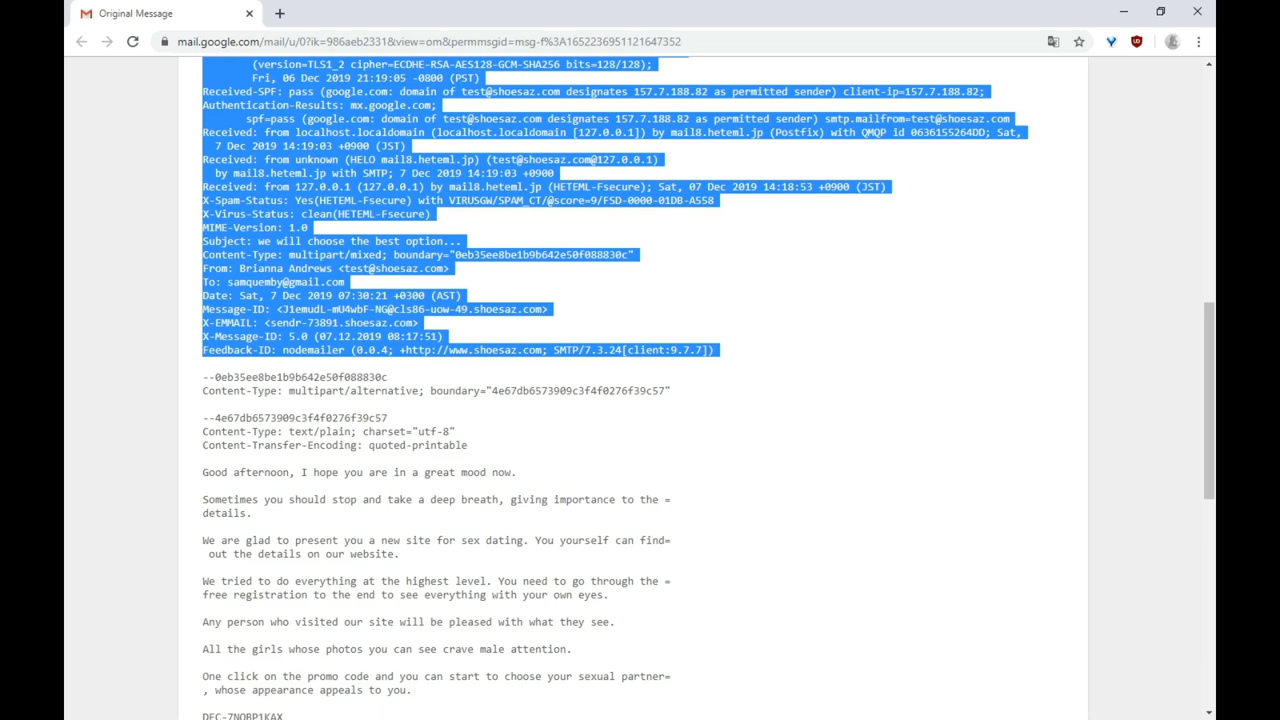 Original Message
mail.google.com/mail/u/0?ik=986aeb2331&view=om&permmsgid=msg-f%3A1652236951121647352
(version=TLS1_2 cipher=ECDHE-RSA-AES128-GCM-SHA256 bits=128/128);
Fri, 06 Dec 2019 21:19:05 -0800 (PST)
Received-SPF: pass (google.com: domain of test@shoesaz.com designates 157.7.188.82 as permitted sender) client-ip=157.7.188.82;
Authentication-Results: mx.google.com;
spf=pass (google.com: domain of test@shoesaz.com designates 157.7.188.82 as permitted sender) smtp.mailfrom=test@shoesaz.com
Received: from localhost.localdomain (localhost.localdomain [127.0.0.1]) by mail8.heteml.jp (Postfix) with QMQP id 0636155264DD; Sat,
7 Dec 2019 14:19:03 +0900 (JST)
Received: from unknown (HELO mail8.heteml.jp) (test@shoesaz.com@127.0.0.1)
by mail8.heteml.jp with SMTP; 7 Dec 2019 14:19:03 +0900
Received: from 127.0.0.1 (127.0.0.1) by mail8.heteml.jp (HETEML-Fsecure); Sat, 07 Dec 2019 14:18:53 +0900 (JST)
X-Spam-Status: Yes(HETEML-Fsecure) with VIRUSGW/SPAM_CT/@score=9/FSD-0000-01DB-A558
X-Virus-Status: clean(HETEML-Fsecure)
MIME-Version: 1.0
Subject: we will choose the best option...
Content-Type: multipart/mixed; boundary="0eb35ee8be1b9b642e50f088830c"
From: Brianna Andrews <test@shoesaz.com>
To: samquemby@gmail.com
Date: Sat, 7 Dec 2019 07:30:21 +0300 (AST)
Message-ID: <J1emudL-mU4wbF-NG@cls86-uow-49.shoesaz.com>
X-EMMAIL: <sendr-73891.shoesaz.com>
X-Message-ID: 5.0 (07.12.2019 08:17:51)
Feedback-ID: nodemailer (0.0.4; +http://www.shoesaz.com; SMTP/7.3.24[client:9.7.7])
--0eb35ee8be1b9b642e50f088830c
Content-Type: multipart/alternative; boundary="4e67db6573909c3f4f0276f39c57"
--4e67db6573909c3f4f0276f39c57
Content-Type: text/plain; charset="utf-8"
Content-Transfer-Encoding: quoted-printable
Good afternoon, I hope you are in a great mood now.
Sometimes you should stop and take a deep breath, giving importance to the =
details.
We are glad to present you a new site for sex dating. You yourself can find=
out the details on our website.
We tried to do everything at the highest level. You need to go through the =
free registration to the end to see everything with your own eyes.
Any person who visited our site will be pleased with what they see.
All the girls whose photos you can see crave male attention.
One click on the promo code and you can start to choose your sexual partner=
, whose appearance appeals to you.
DEC-7NOBP1KAX